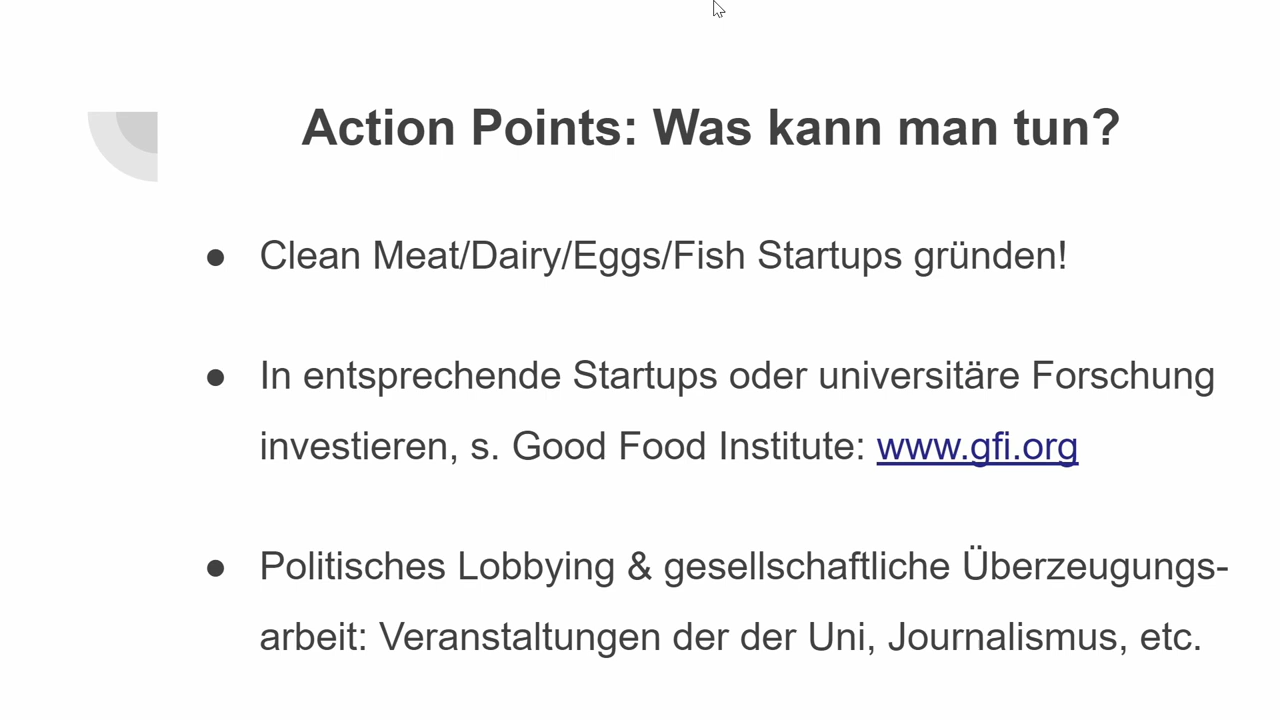 Action Points: Was kann man tun?
● Clean Meat/Dairy/Eggs/Fish Startups gründen!
● In entsprechende Startups oder universitäre Forschung
investieren, s. Good Food Institute: www.gfi.org
● Politisches Lobbying & gesellschaftliche Überzeugungs-
arbeit: Veranstaltungen der der Uni, Journalismus, etc.